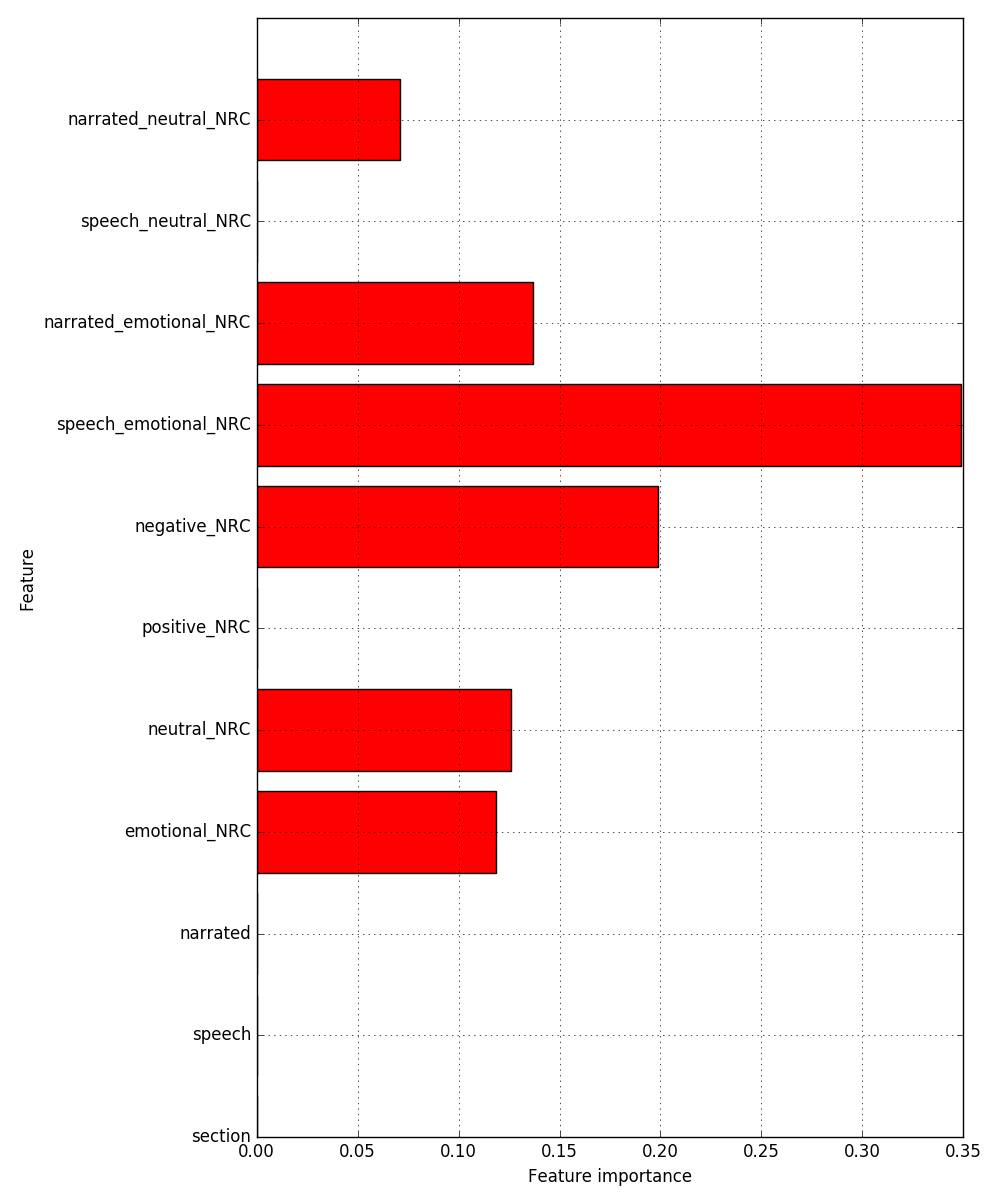 narrated_neutral_NRC
speech_neutral_NRC
narrated_emotional_NRC
speech_emotional_NRC
negative_NRC
positive_NRC
neutral_NRC
emotional_NRC
narrated
speech
section
Feature
0.00 0.05 0.10 0.15 0.20 0.25 0.30 0.35
Feature importance